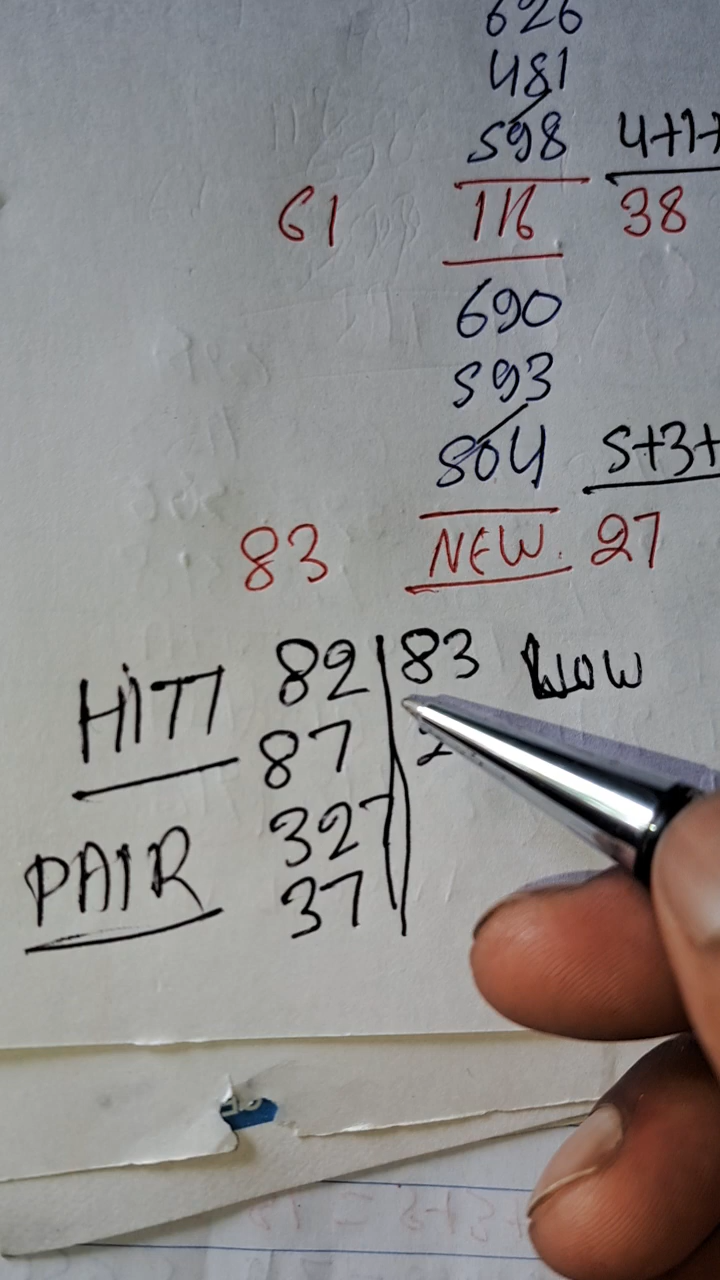 626
481
598 4+1+
61 116 38
690
593
804 5+3+
83 NEW. 27
HITT 82 83
87 2
PAIR 327
37